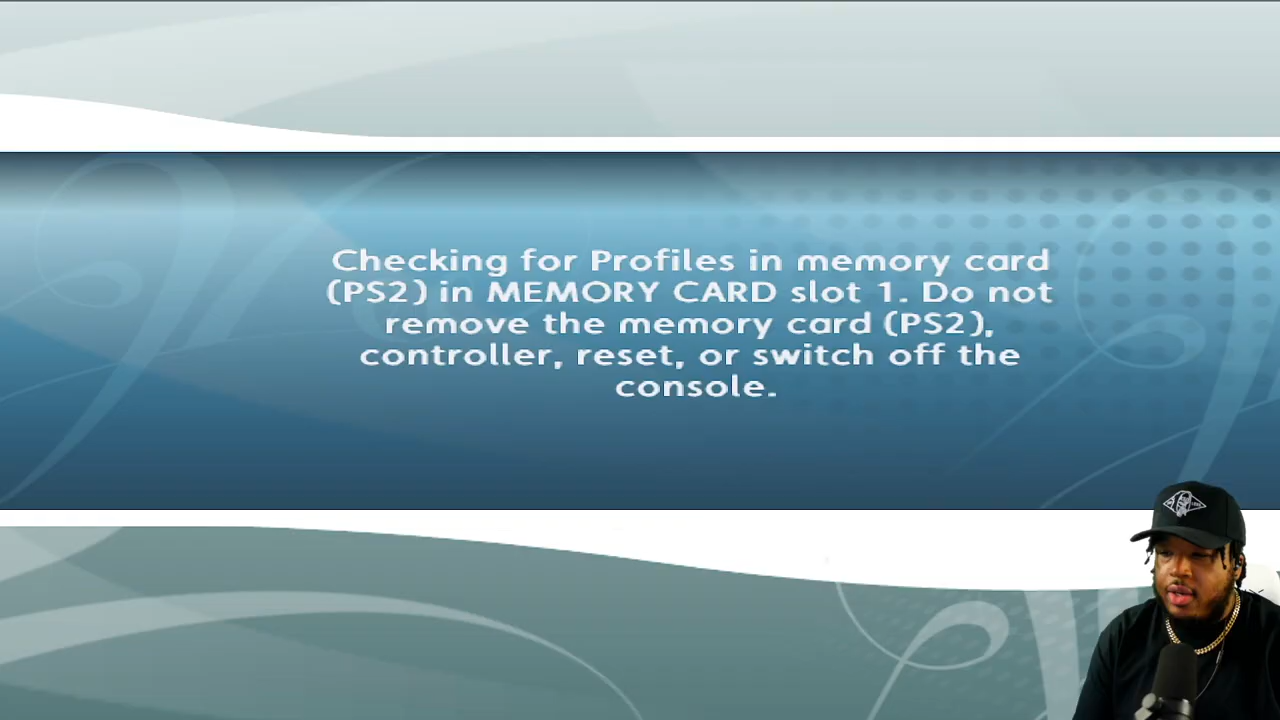 Checking for Profiles in memory card
(PS2) in MEMORY CARD slot 1. Do not
remove the memory card (PS2),
controller, reset, or switch off the
console.